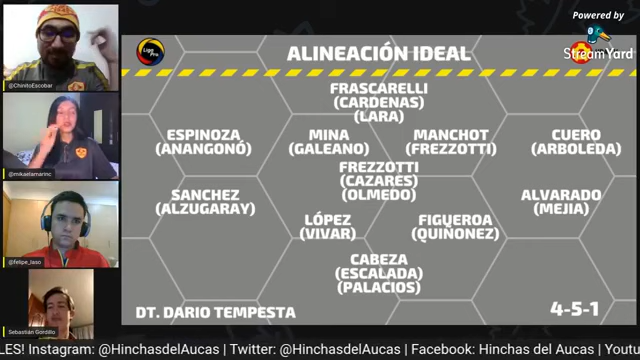 Powered by
StreamYard
LigaPro
ALINEACIÓN IDEAL
FRASCARELLI
(CARDENAS)
(LARA)
ESPINOZA
(ANANGONÓ)
MINA
(GALEANO)
MANCHOT
(FREZZOTTI)
CUERO
(ARBOLEDA)
FREZZOTTI
(CAZARES)
(OLMEDO)
SANCHEZ
(ALZUGARAY)
ALVARADO
(MEJIA)
LÓPEZ
(VIVAR)
FIGUEROA
(QUIÑONEZ)
CABEZA
(ESCALADA)
(PALACIOS)
DT. DARIO TEMPESTA
4-5-1
@ChinitoEscobar
@mikaelamarinc
@felipe_laso
Sebastián Gordillo
LES! Instagram: @HinchasdelAucas | Twitter: @HinchasdelAucas | Facebook: Hinchas del Aucas | Youtu